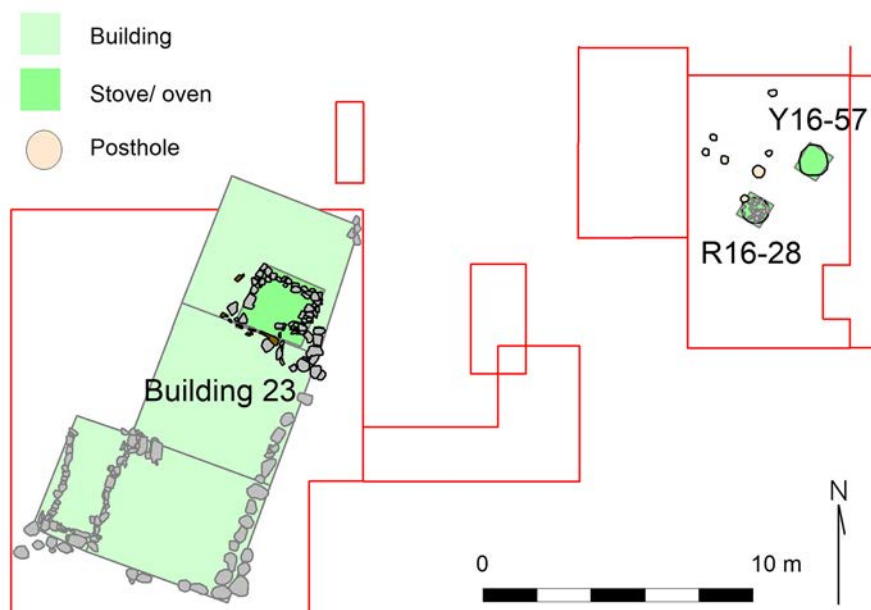 Building
Stove/ oven
Posthole
Y16-57
R16-28
Building 23
N
0 10 m